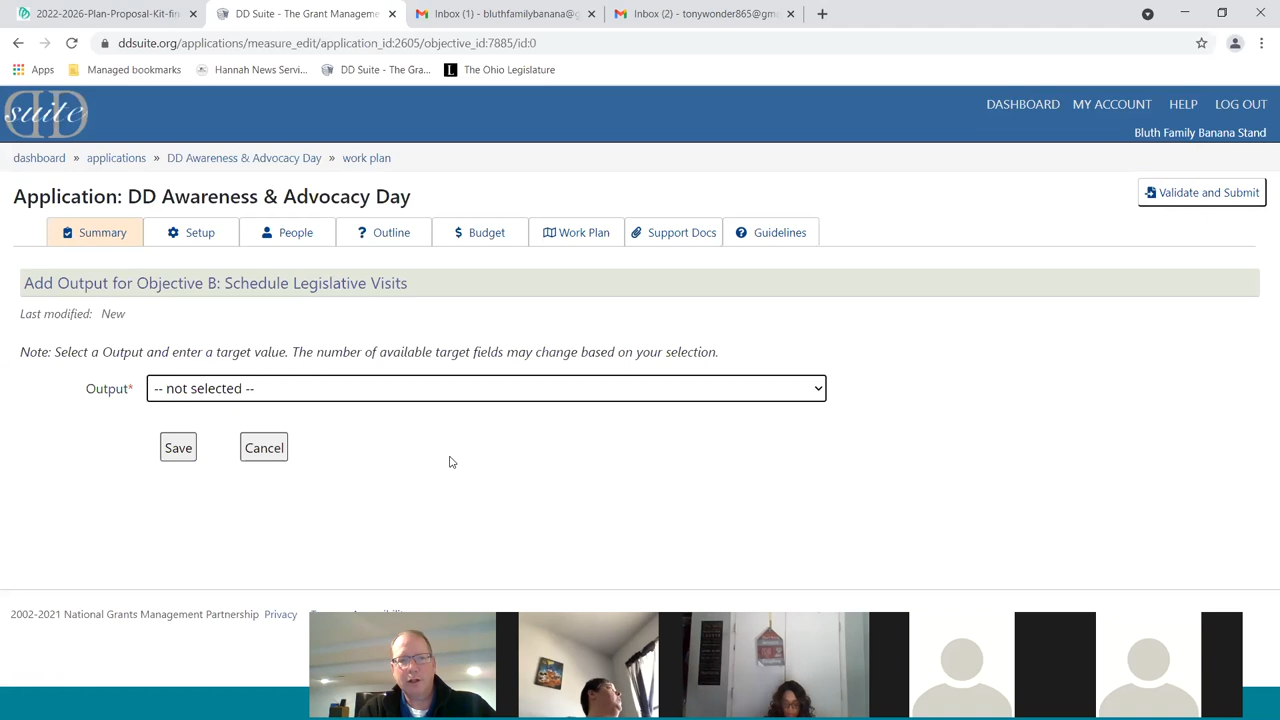 2022-2026-Plan-Proposal-Kit-fin
DD Suite - The Grant Manageme
Inbox (1) - bluthfamilybanana@g
Inbox (2) - tonywonder865@gm
ddsuite.org/applications/measure_edit/application_id:2605/objective_id:7885/id:0
Apps
Managed bookmarks
Hannah News Servi...
DD Suite - The Gra...
The Ohio Legislature
DD suite
DASHBOARD
MY ACCOUNT
HELP
LOG OUT
Bluth Family Banana Stand
dashboard » applications » DD Awareness & Advocacy Day » work plan
Application: DD Awareness & Advocacy Day
Validate and Submit
Summary
Setup
People
Outline
Budget
Work Plan
Support Docs
Guidelines
Add Output for Objective B: Schedule Legislative Visits
Last modified: New
Note: Select a Output and enter a target value. The number of available target fields may change based on your selection.
Output*
-- not selected --
Save
Cancel
2002-2021 National Grants Management Partnership Privacy